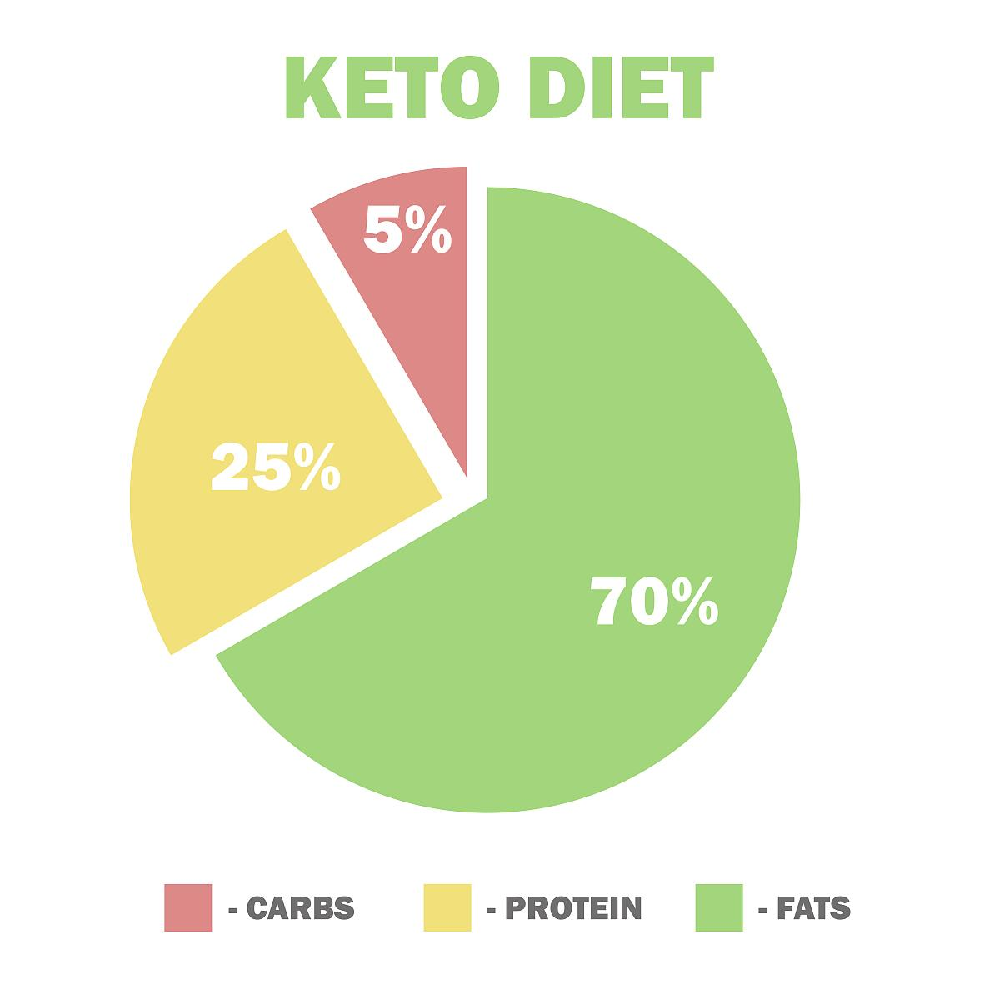 KETO DIET
5%
25%
70%
- CARBS
- PROTEIN
- FATS